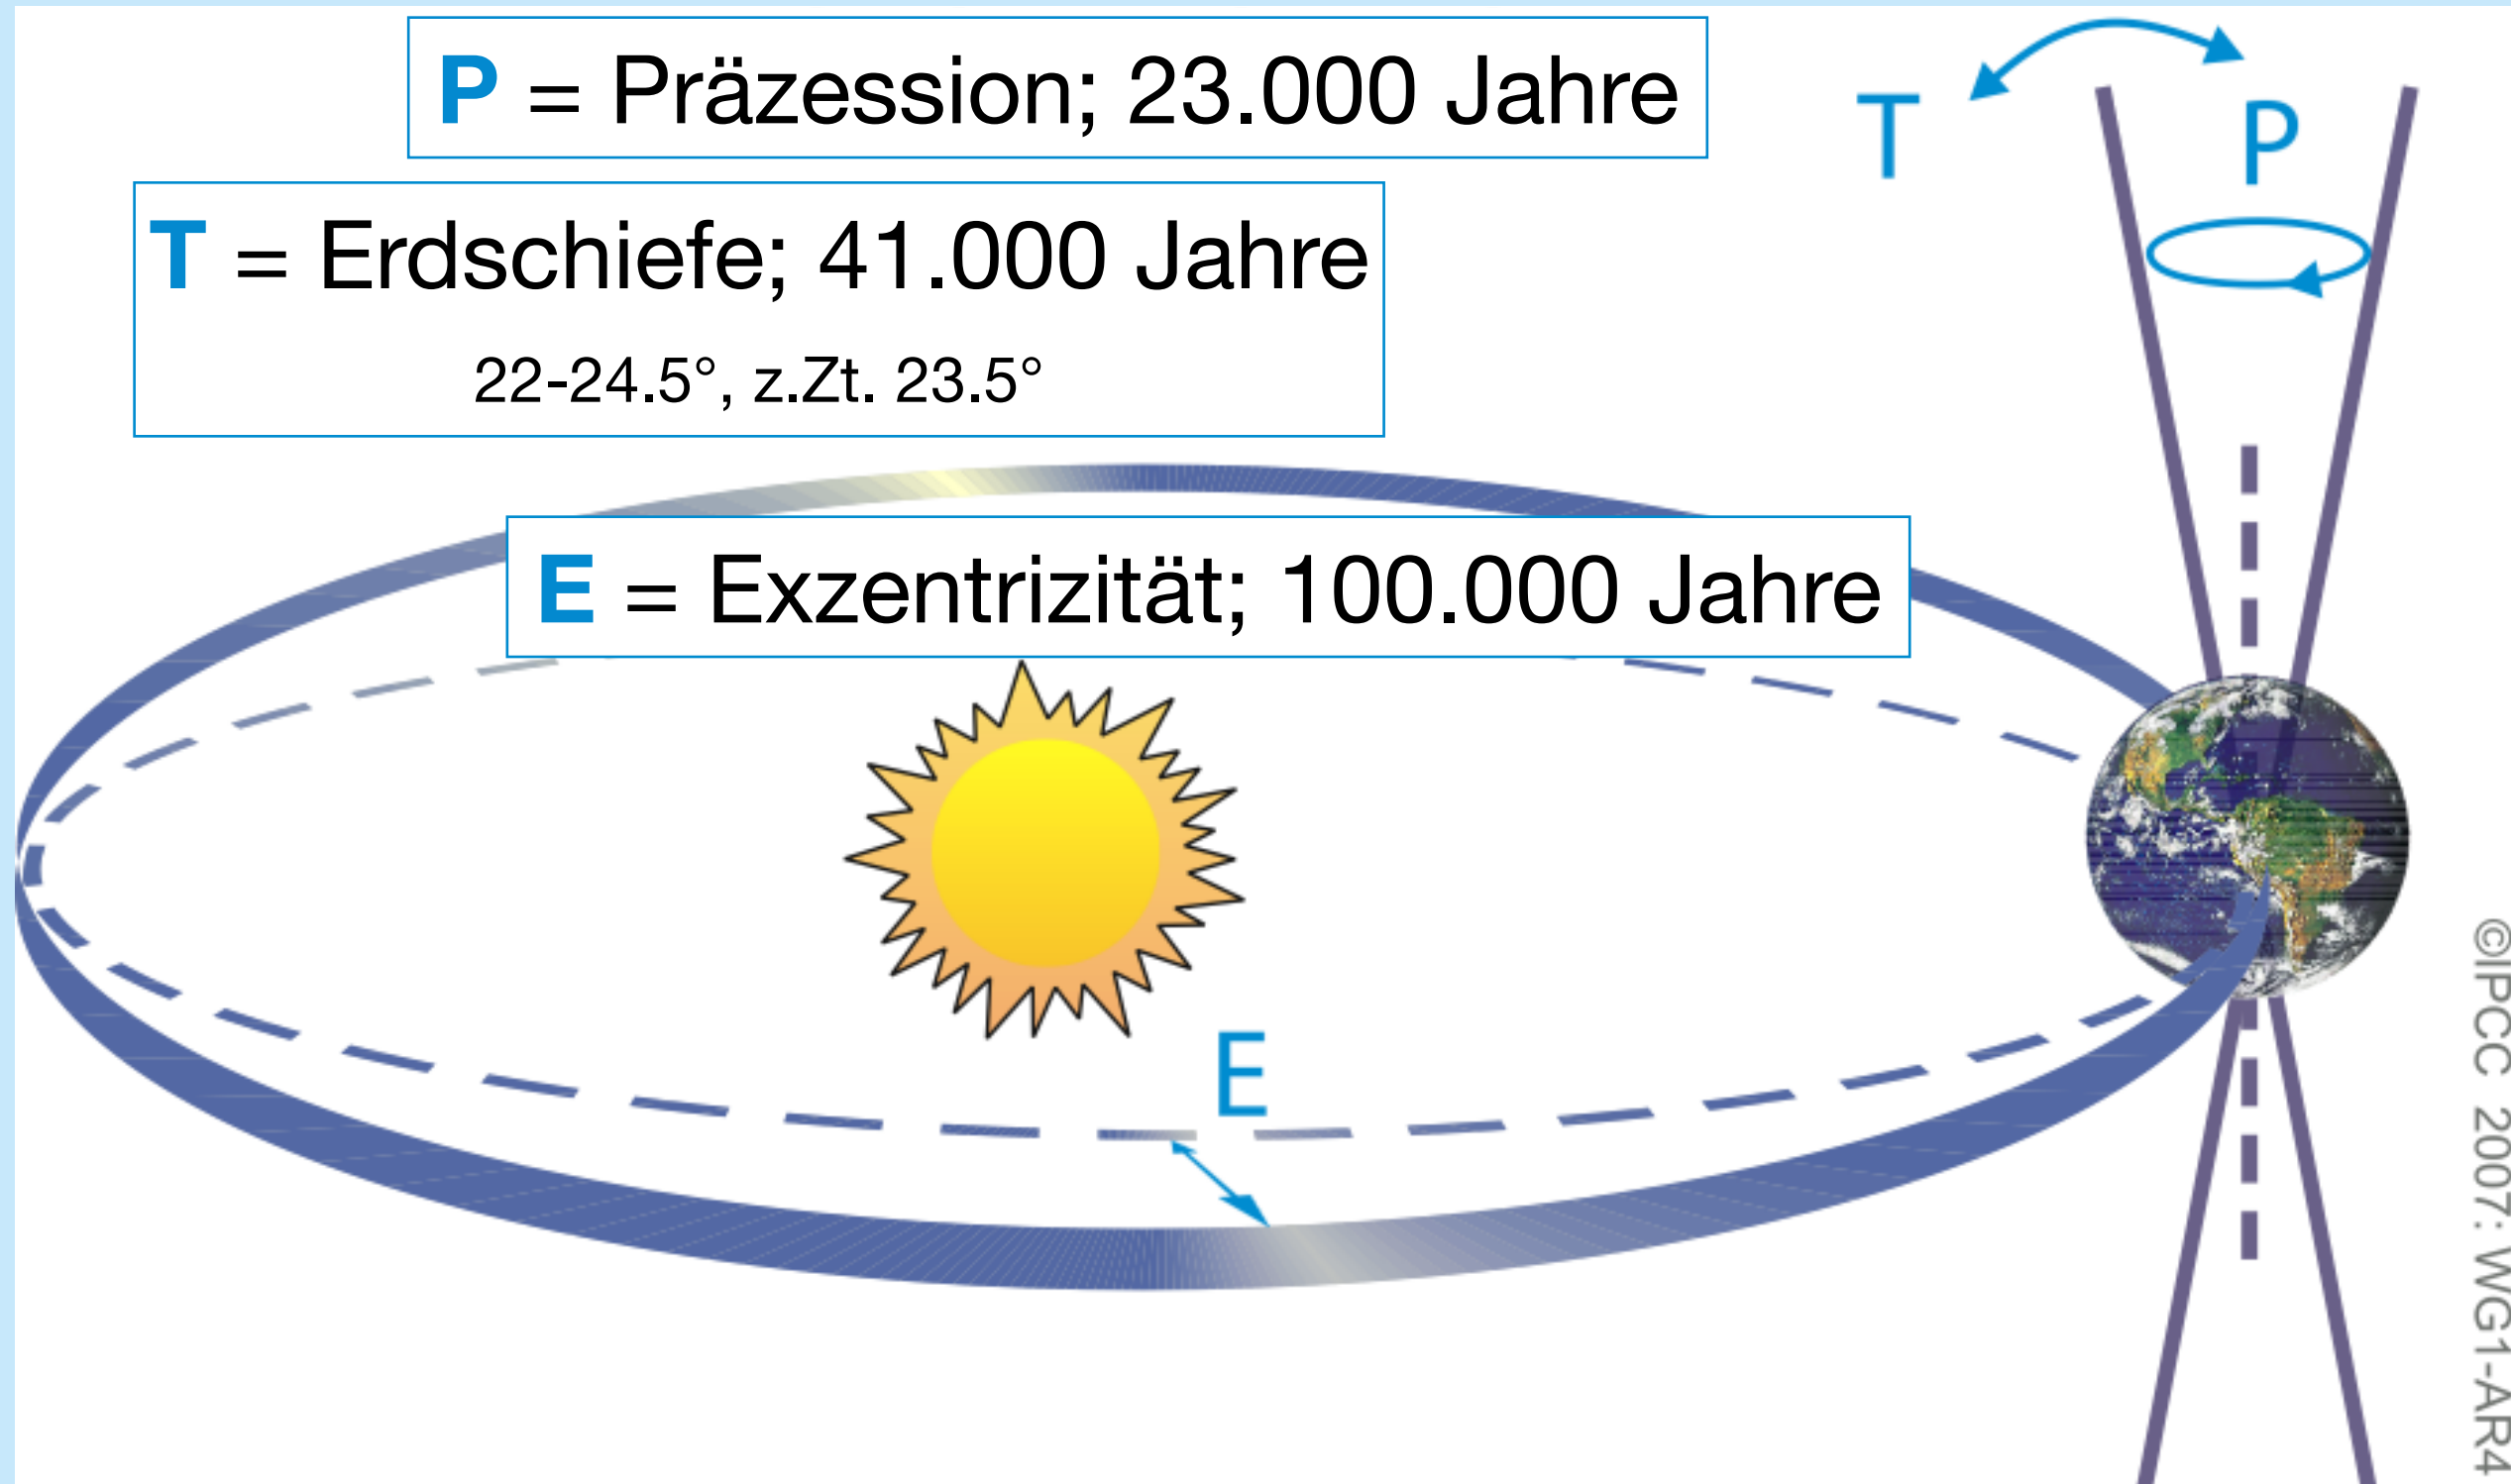 P = Präzession; 23.000 Jahre
T = Erdschiefe; 41.000 Jahre
22-24.5°, z.Zt. 23.5°
T
P
E = Exzentrizität; 100.000 Jahre
E
©IPCC 2007: WG1-AR4